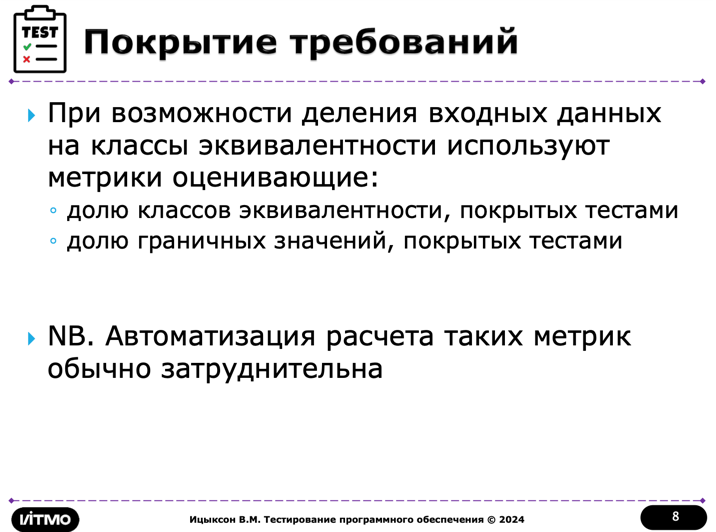 TEST
Покрытие требований
При возможности деления входных данных
на классы эквивалентности используют
метрики оценивающие:
долю классов эквивалентности, покрытых тестами
долю граничных значений, покрытых тестами
NB. Автоматизация расчета таких метрик
обычно затруднительна
ИТМО
Ицыксон В.М. Тестирование программного обеспечения © 2024
8